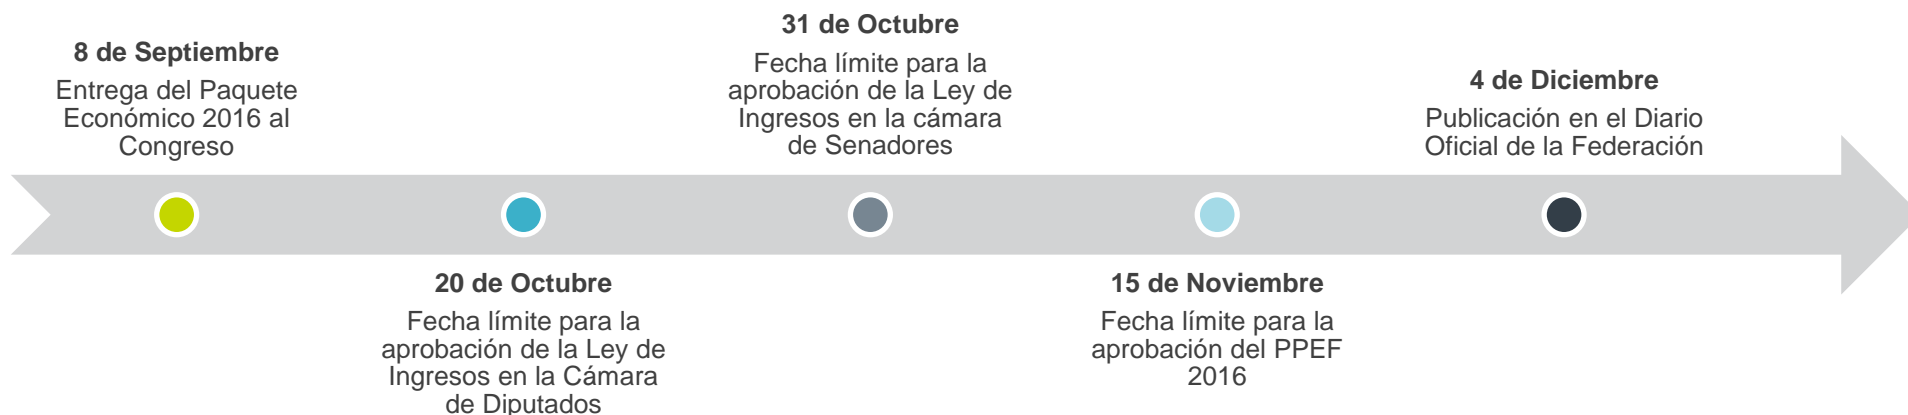 8 de Septiembre
Entrega del Paquete
Económico 2016 al
Congreso
20 de Octubre
Fecha límite para la
aprobación de la Ley de
Ingresos en la Cámara
de Diputados
31 de Octubre
Fecha límite para la
aprobación de la Ley de
Ingresos en la cámara
de Senadores
15 de Noviembre
Fecha límite para la
aprobación del PPEF
2016
4 de Diciembre
Publicación en el Diario
Oficial de la Federación